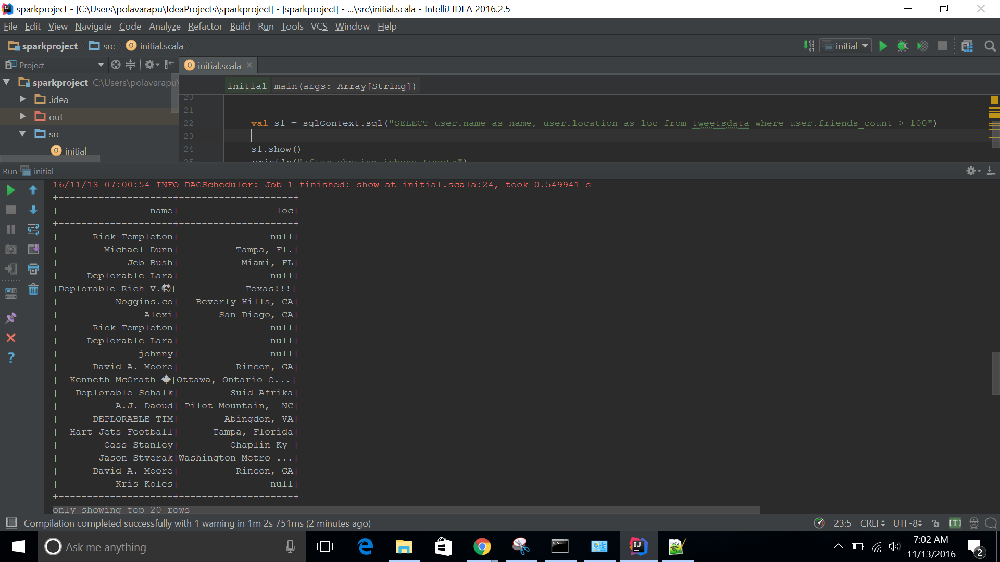 sparkproject - [C:\Users\polavarapu\IdeaProjects\sparkproject] - [sparkproject] - ...\src\initial.scala - IntelliJ IDEA 2016.2.5
File Edit View Navigate Code Analyze Refactor Build Run Tools VCS Window Help
sparkproject src initial.scala initial
Project initial.scala
sparkproject C:\Users\polavarapu\
initial main(args: Array[String])
.idea
20
out
21
22 val s1 = sqlContext.sql("SELECT user.name as name, user.location as loc from tweetsdata where user.friends_count > 100")
src
23
initial
24 s1.show()
25 println("after showing iphone tweets")
Run initial
16/11/13 07:00:54 INFO DAGScheduler: Job 1 finished: show at initial.scala:24, took 0.549941 s
+--------------------+--------------------+
|                name|                 loc|
+--------------------+--------------------+
|      Rick Templeton|                null|
|        Michael Dunn|          Tampa, Fl.|
|            Jeb Bush|           Miami, FL|
|     Deplorable Lara|                null|
|Deplorable Rich V.😎|            Texas!!!|
|          Noggins.co|   Beverly Hills, CA|
|               Alexi|       San Diego, CA|
|      Rick Templeton|                null|
|     Deplorable Lara|                null|
|              johnny|                null|
|      David A. Moore|          Rincon, GA|
|  Kenneth McGrath 🍁|Ottawa, Ontario C...|
|   Deplorable Schalk|         Suid Afrika|
|          A.J. Daoud| Pilot Mountain,  NC|
|      DEPLORABLE TIM|        Abingdon, VA|
|  Hart Jets Football|      Tampa, Florida|
|        Cass Stanley|         Chaplin Ky |
|       Jason Stverak|Washington Metro ...|
|      David A. Moore|          Rincon, GA|
|          Kris Koles|                null|
+--------------------+--------------------+
only showing top 20 rows
Compilation completed successfully with 1 warning in 1m 2s 751ms (2 minutes ago) 23:5 CRLF UTF-8 [T]
Ask me anything
7:02 AM
11/13/2016
2